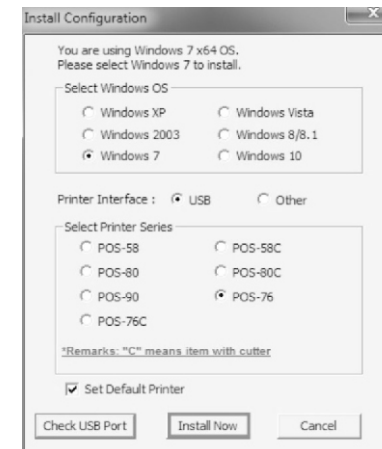 Install Configuration
You are using Windows 7 x64 OS.
Please select Windows 7 to install.
Select Windows OS
Windows XP
Windows Vista
Windows 2003
Windows 8/8.1
Windows 7
Windows 10
Printer Interface :
USB
Other
Select Printer Series
POS-58
POS-58C
POS-80
POS-80C
POS-90
POS-76
POS-76C
*Remarks: "C" means item with cutter
Set Default Printer
Check USB Port
Install Now
Cancel